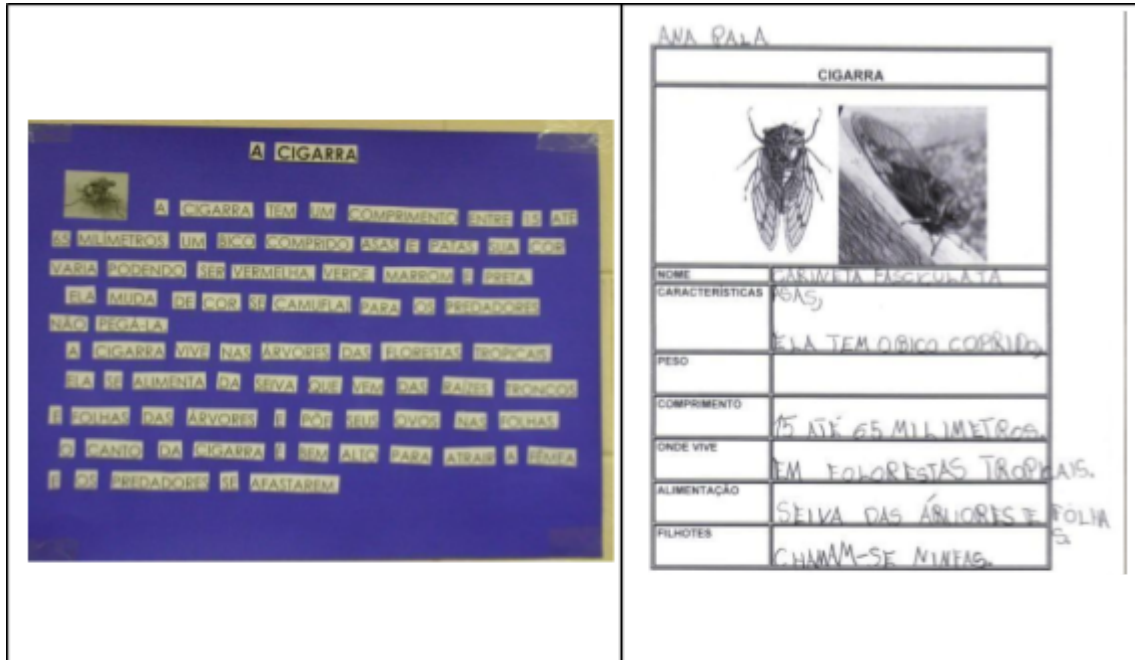 A CIGARRA
A CIGARRA TEM UM COMPRIMENTO ENTRE 15 ATÉ
65 MILÍMETROS UM BICO COMPRIDO ASAS E PATAS SUA COR
VARIA PODENDO SER VERMELHA, VERDE, MARROM E PRETA.
ELA MUDA DE COR SE CAMUFLA PARA OS PREDADORES
NÃO PEGÁ-LA.
A CIGARRA VIVE NAS ÁRVORES DAS FLORESTAS TROPICAIS
ELA SE ALIMENTA DA SEIVA QUE VEM DAS RAÍZES TRONCOS
E FOLHAS DAS ÁRVORES E PÕE SEUS OVOS NAS FOLHAS.
O CANTO DA CIGARRA É BEM ALTO PARA ATRAIR A FÊMEA
E OS PREDADORES SE AFASTAREM
ANA PALA
CIGARRA
NOME CARINETA FASCICULATA
CARACTERÍSTICAS ASAS,
ELA TEM O BICO COPRIDO,
PESO
COMPRIMENTO
15 ATÉ 65 MILIMETROS.
ONDE VIVE
EM FOLORESTAS TROPICAIS.
ALIMENTAÇÃO
SEIVA DAS ÁRLIORES E FOLHA
S.
FILHOTES
CHAMAM-SE NINFAS.